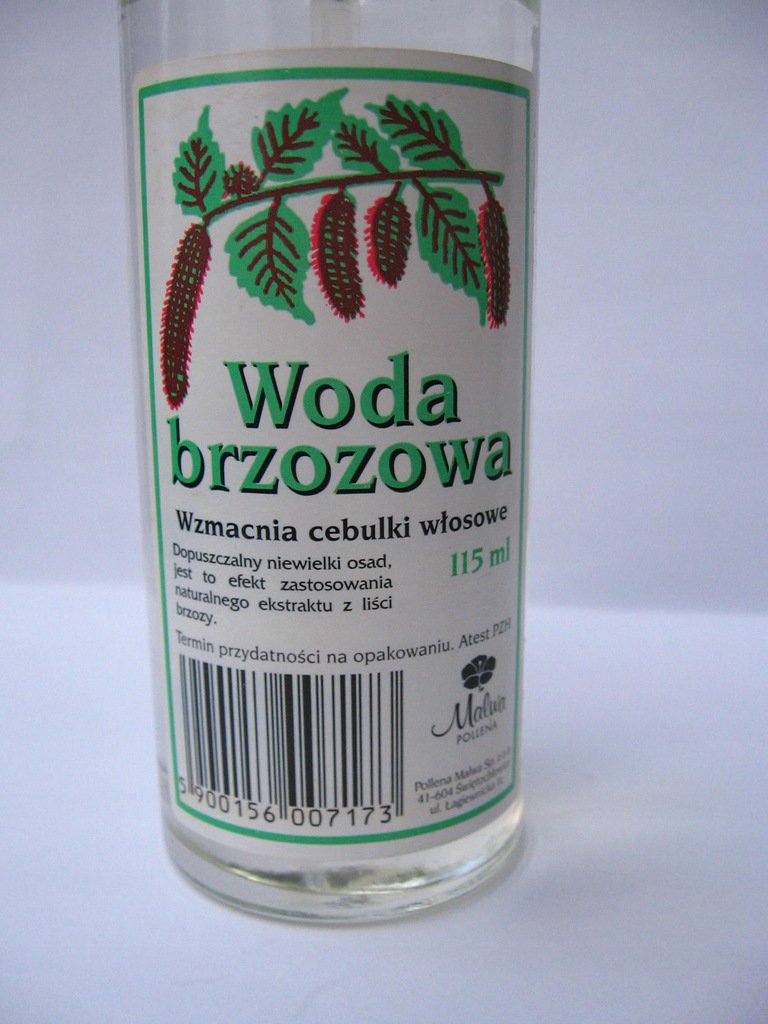 Woda
brzozowa
Wzmacnia cebulki włosowe
Dopuszczalny niewielki osad,
jest to efekt zastosowania
naturalnego ekstraktu z liści
brzozy.
115 ml
Termin przydatności na opakowaniu. Atest PZH
Malwa
POLLENA
Pollena Malwa Sp. z o.o.
41-604 Świętochłowice
ul. Łagiewnicka
5 900156 007173